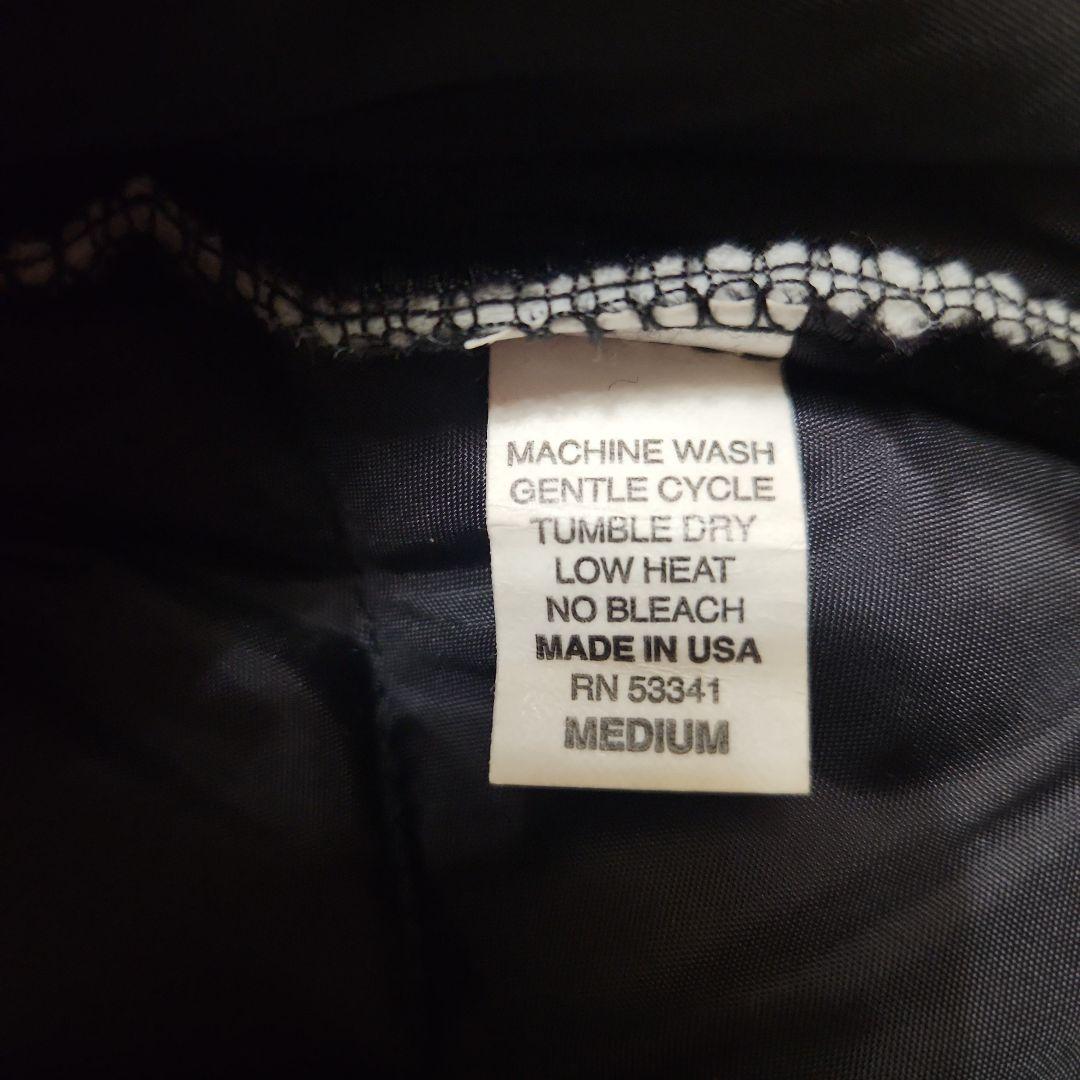 MACHINE WASH
GENTLE CYCLE
TUMBLE DRY
LOW HEAT
NO BLEACH
MADE IN USA
RN 53341
MEDIUM